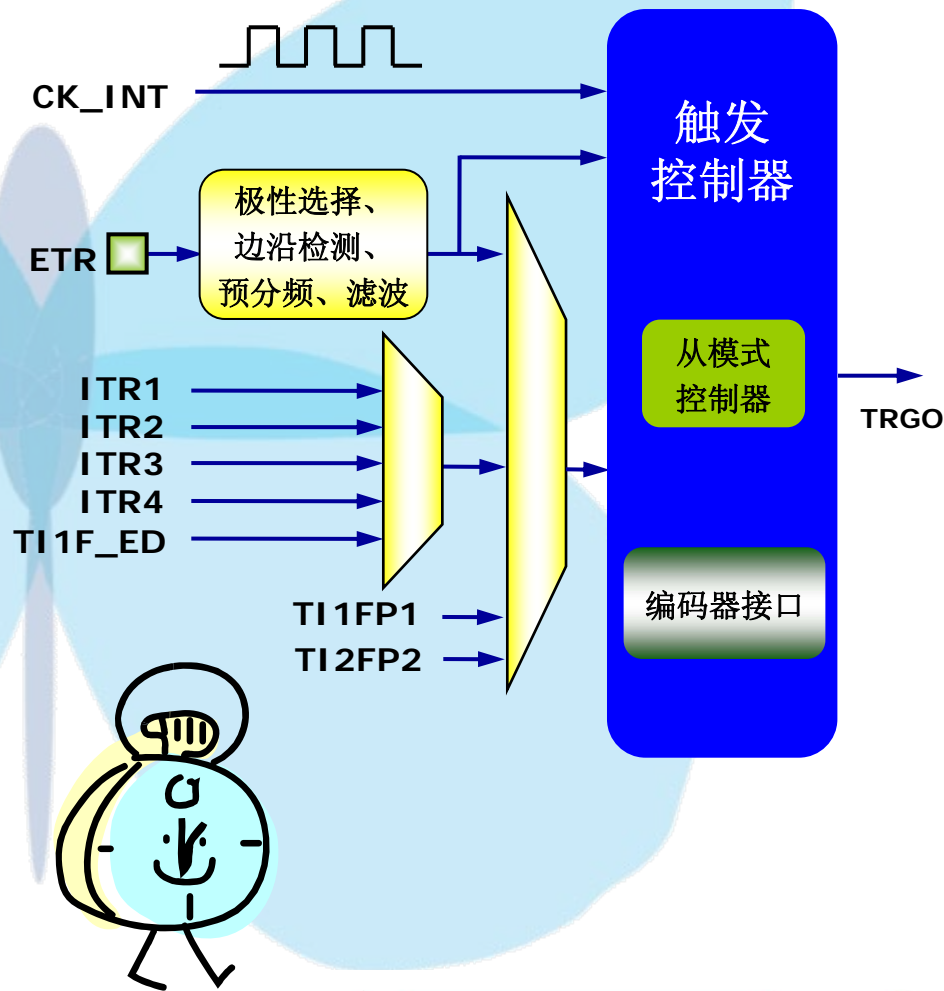 CK_INT
触发
控制器
极性选择、
边沿检测、
预分频、滤波
ETR
从模式
控制器
ITR1
ITR2
ITR3
ITR4
TI1F_ED
TRGO
编码器接口
TI1FP1
TI2FP2